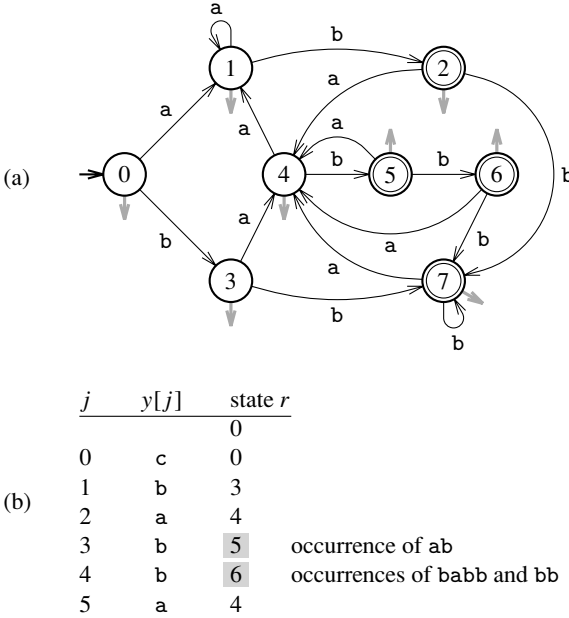 a
1
b
2
a
a
a
(a)
0
4
b
5
b
6
b
b
a
a
b
3
a
7
b
b
j y[j] state r
0
0 c 0
1 b 3
(b)
2 a 4
3 b 5 occurrence of ab
4 b 6 occurrences of babb and bb
5 a 4